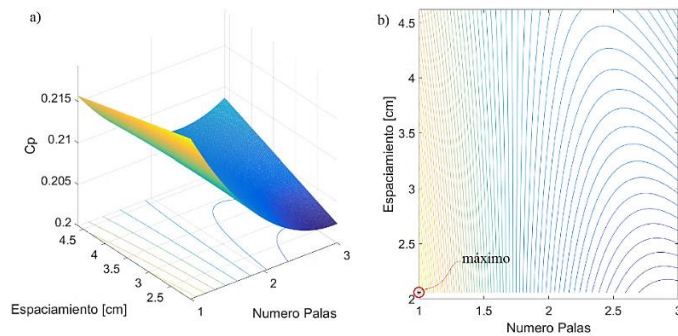 a)
0.215
0.21
0.205
0.2
Cp
4.5
4
3.5
3
2.5
Espaciamiento [cm]
1
2
3
Numero Palas
b)
4.5
4
3.5
3
2.5
2
Espaciamiento [cm]
máximo
1
1.5
2
2.5
3
Numero Palas